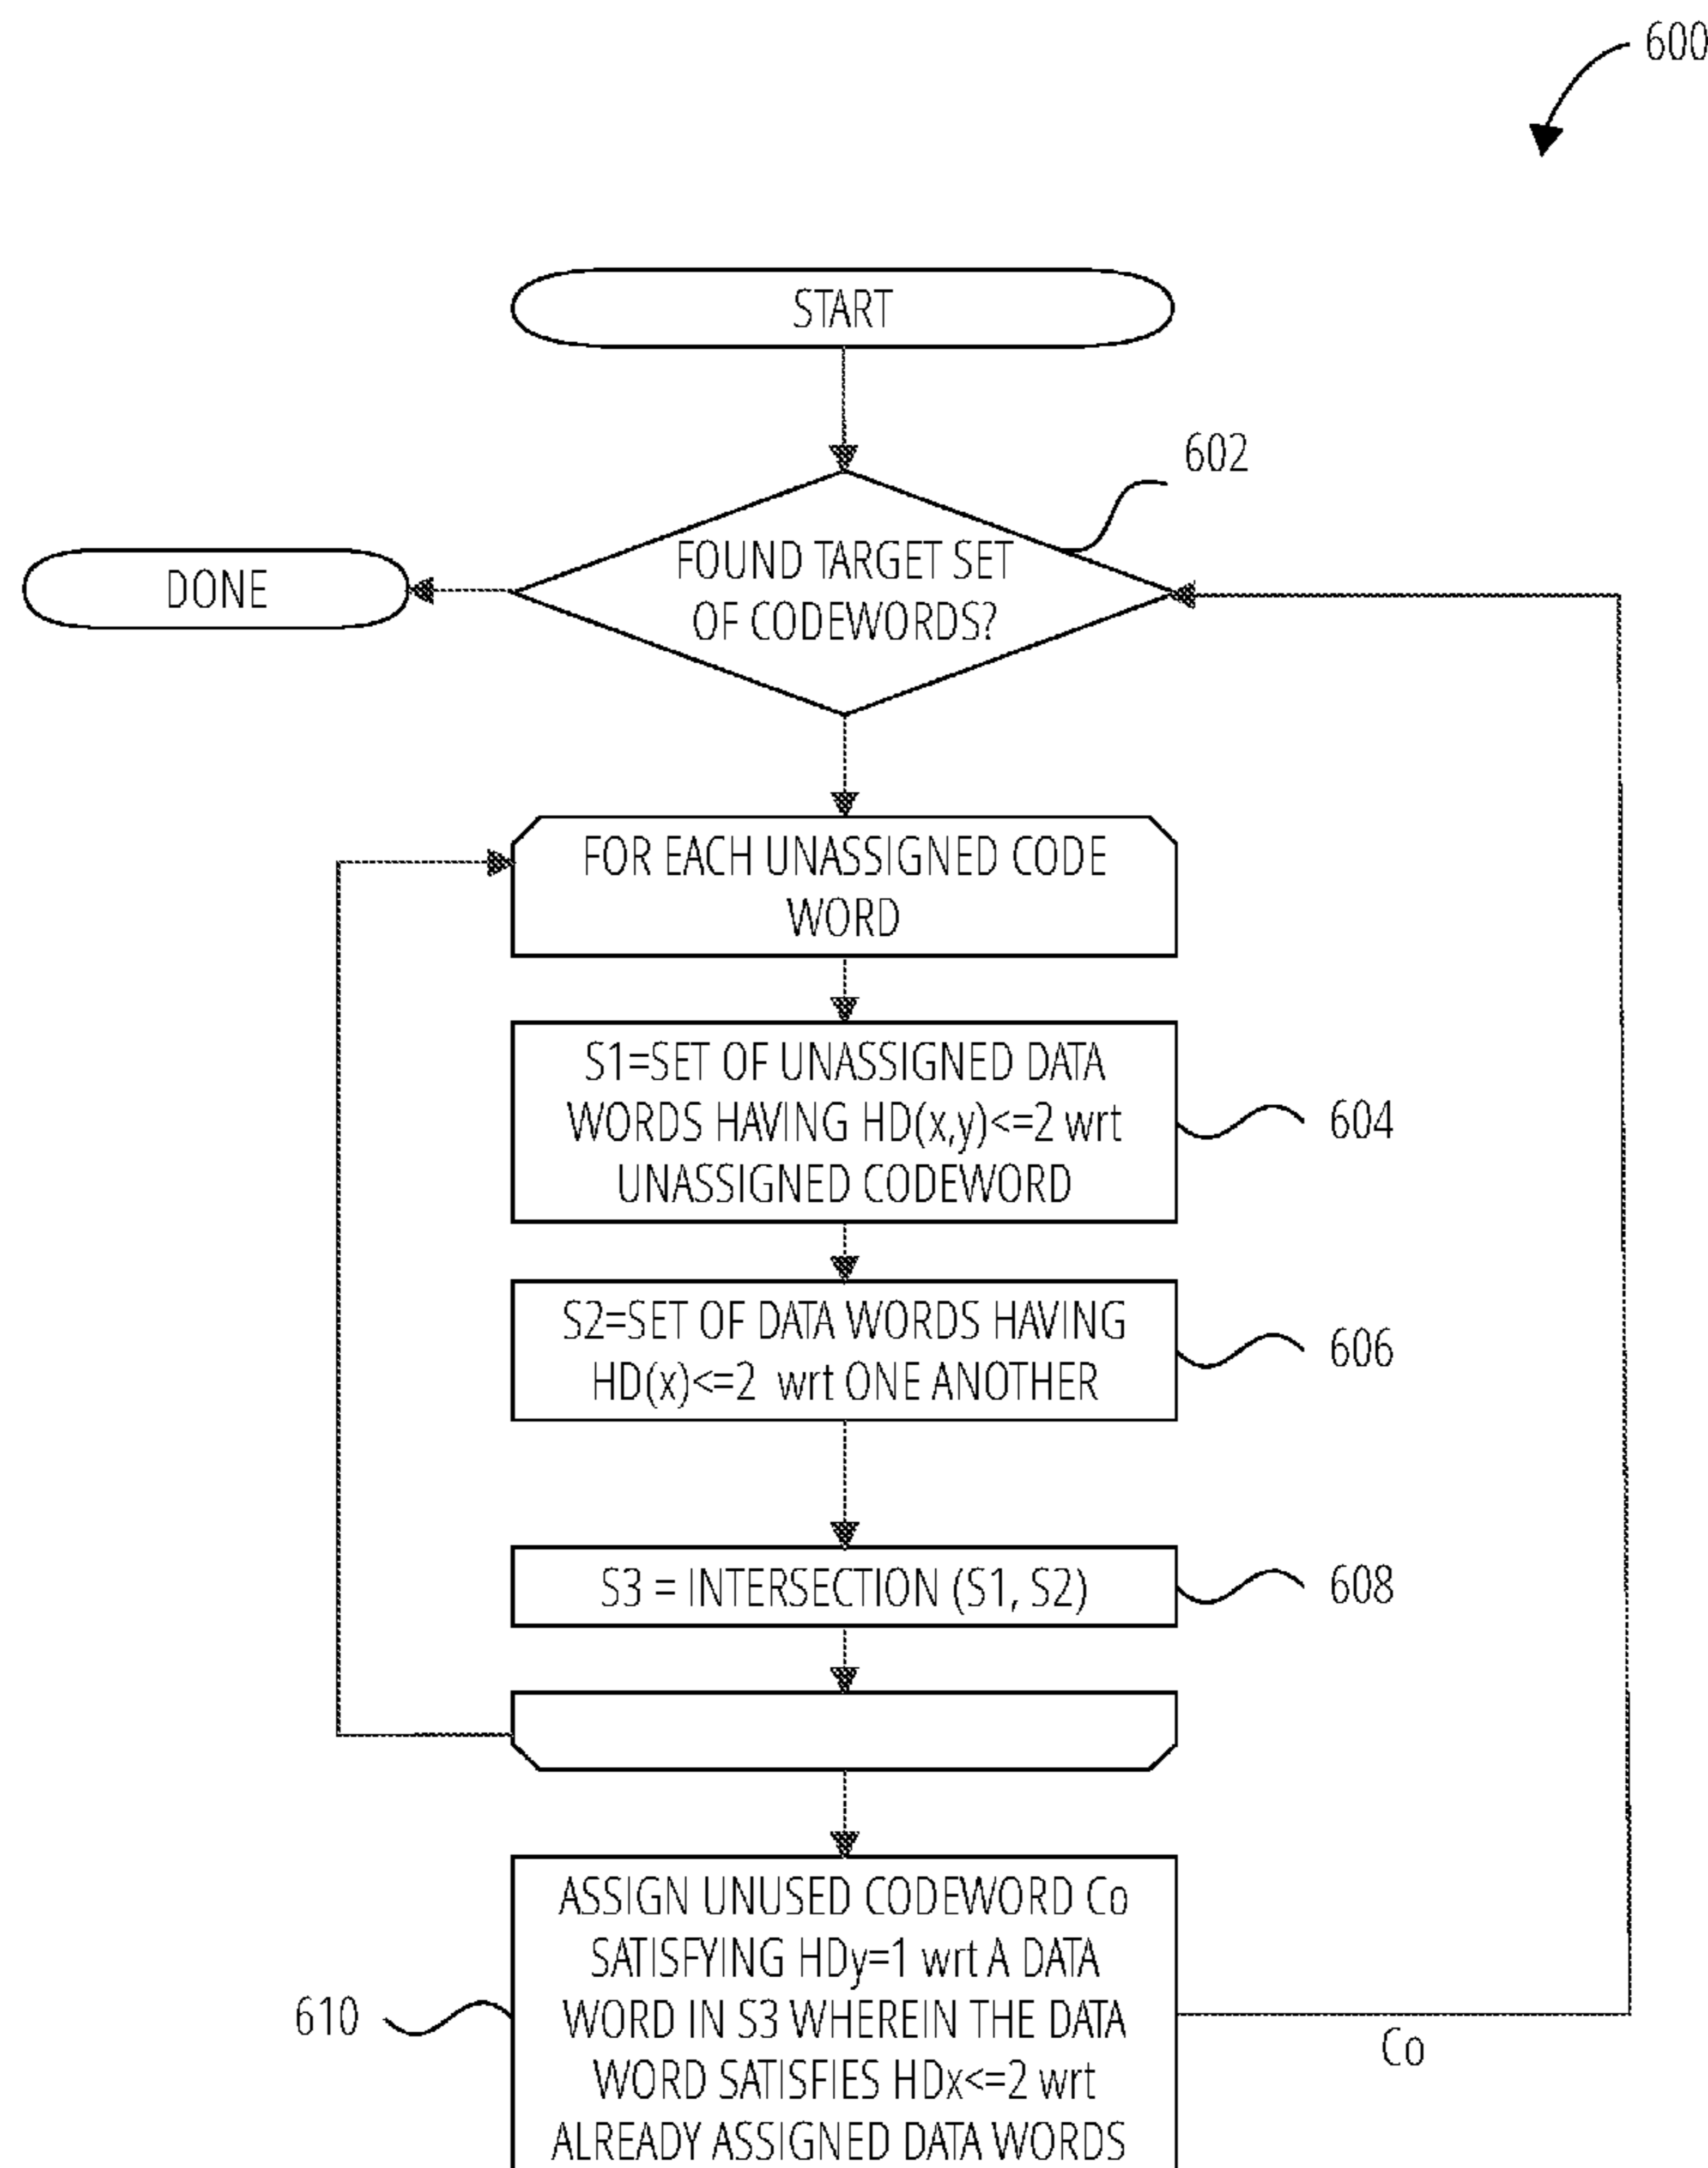 600
START
602
FOUND TARGET SET
OF CODEWORDS?
DONE
FOR EACH UNASSIGNED CODE
WORD
S1=SET OF UNASSIGNED DATA
WORDS HAVING HD(x,y)<=2 wrt
UNASSIGNED CODEWORD
604
S2=SET OF DATA WORDS HAVING
HD(x)<=2 wrt ONE ANOTHER
606
S3 = INTERSECTION (S1, S2)
608
ASSIGN UNUSED CODEWORD Co
SATISFYING HDy=1 wrt A DATA
WORD IN S3 WHEREIN THE DATA
WORD SATISFIES HDx<=2 wrt
ALREADY ASSIGNED DATA WORDS
610
Co